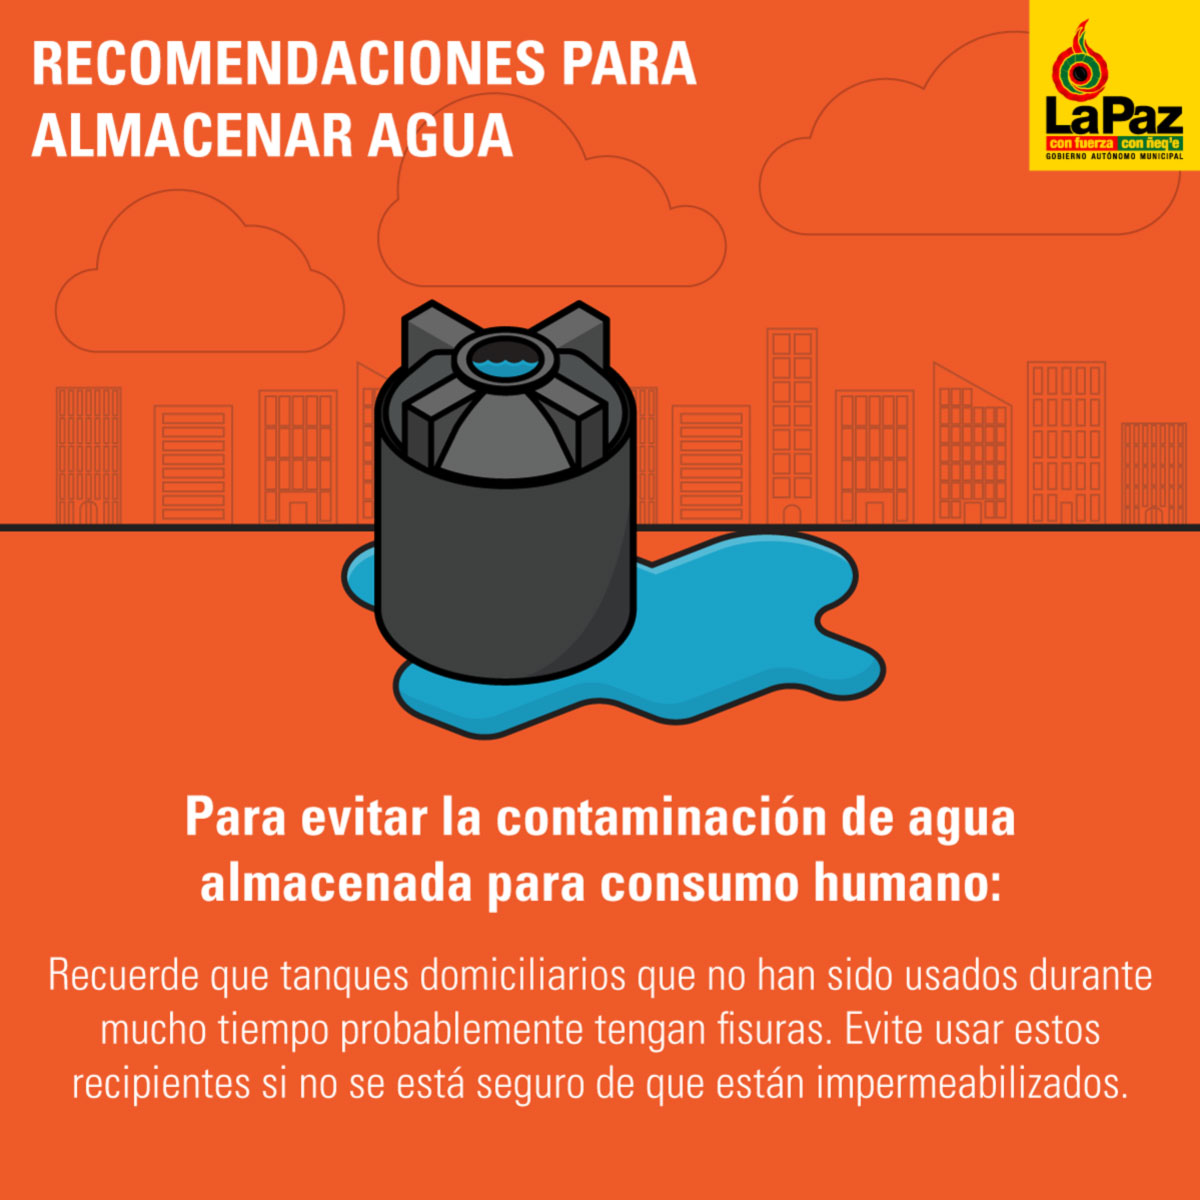 RECOMENDACIONES PARA
ALMACENAR AGUA
LaPaz
con fuerza con ñeq'e
GOBIERNO AUTÓNOMO MUNICIPAL
Para evitar la contaminación de agua
almacenada para consumo humano:
Recuerde que tanques domiciliarios que no han sido usados durante
mucho tiempo probablemente tengan fisuras. Evite usar estos
recipientes si no se está seguro de que están impermeabilizados.